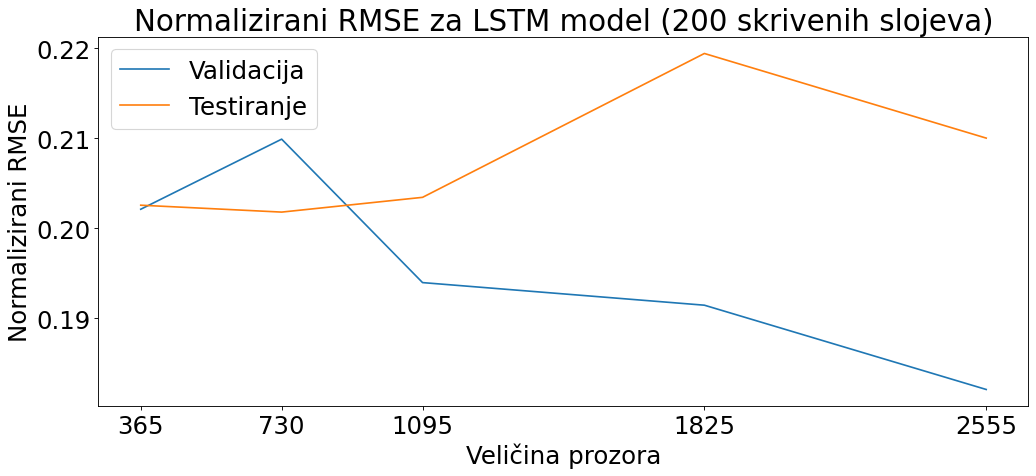 Normalizirani RMSE za LSTM model (200 skrivenih slojeva)
Validacija
Testiranje
Normalizirani RMSE
0.22
0.21
0.20
0.19
365 730 1095 1825 2555
Veličina prozora